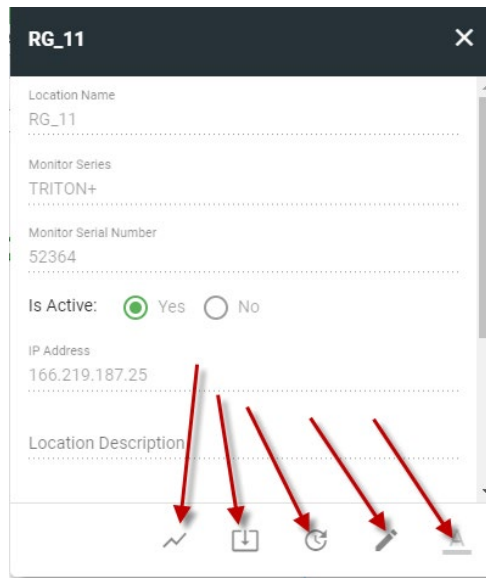 RG_11
Location Name
RG_11
Monitor Series
TRITON+
Monitor Serial Number
52364
Is Active: Yes No
IP Address
166.219.187.25
Location Description
A